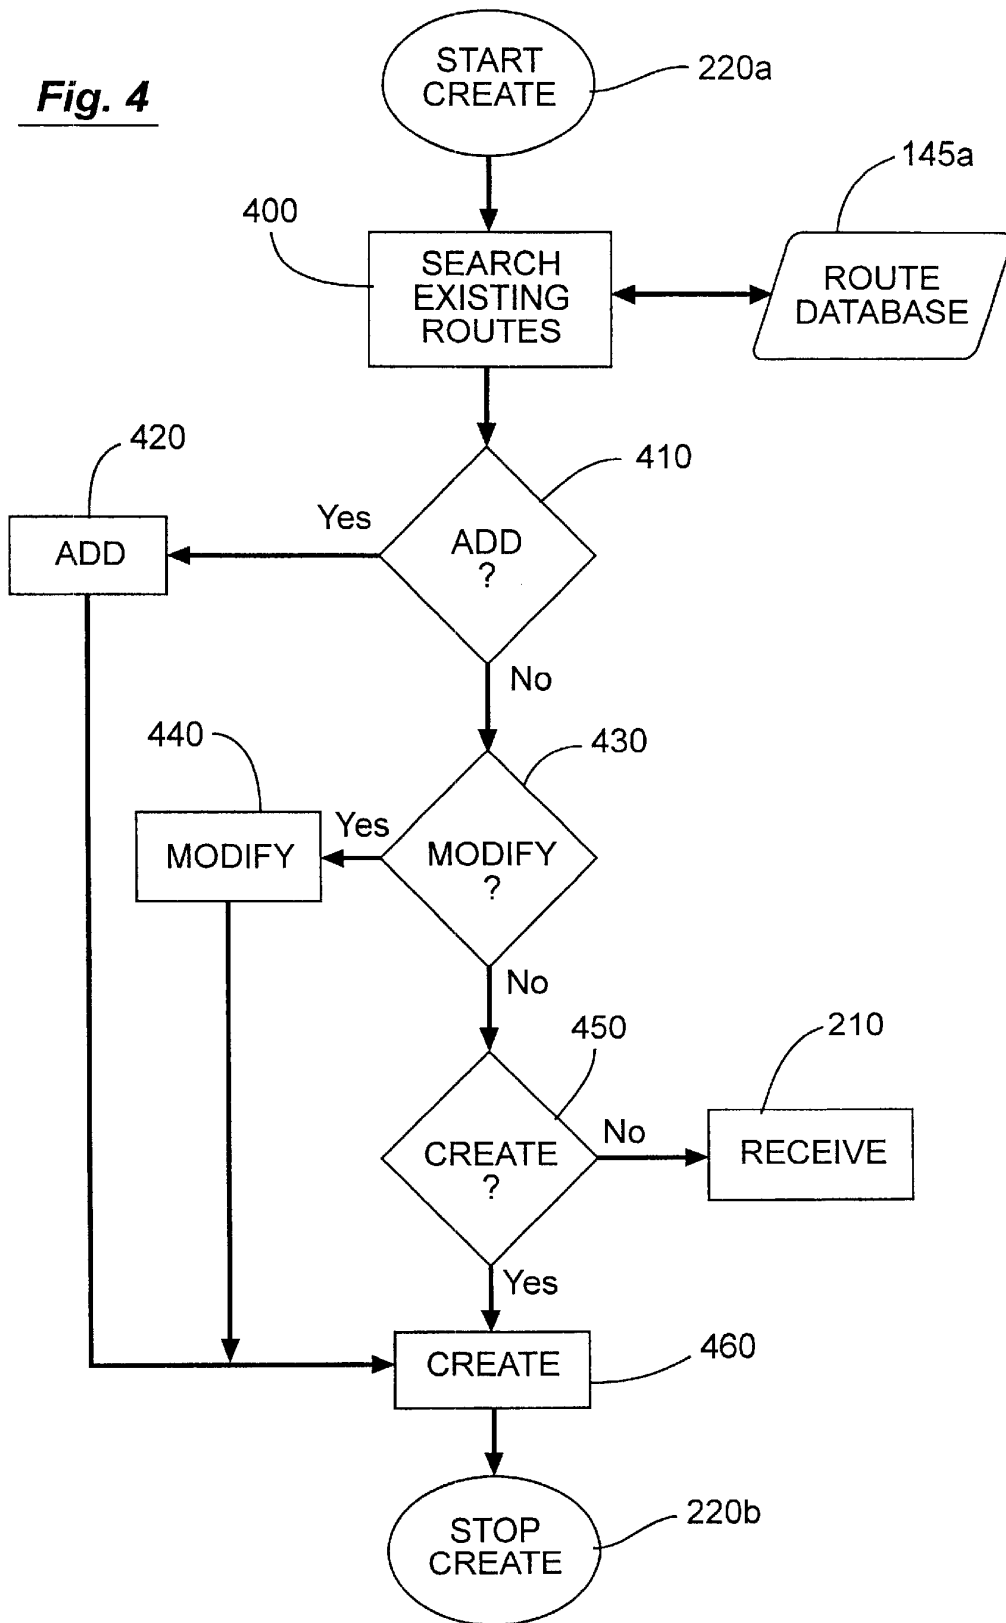 Fig. 4
START
CREATE
220a
145a
400
SEARCH
EXISTING
ROUTES
ROUTE
DATABASE
420
410
Yes
ADD
ADD
?
No
440
430
Yes
MODIFY
MODIFY
?
No
450
210
No
CREATE
?
RECEIVE
Yes
CREATE
460
STOP
CREATE
220b